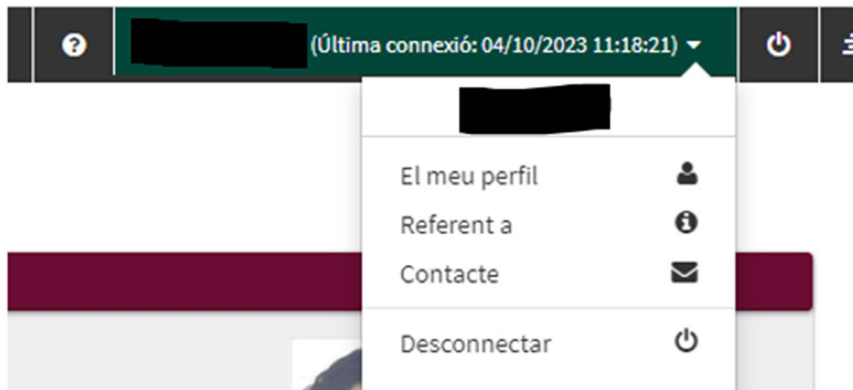 (Última connexió: 04/10/2023 11:18:21)
El meu perfil
Referent a
Contacte
Desconnectar